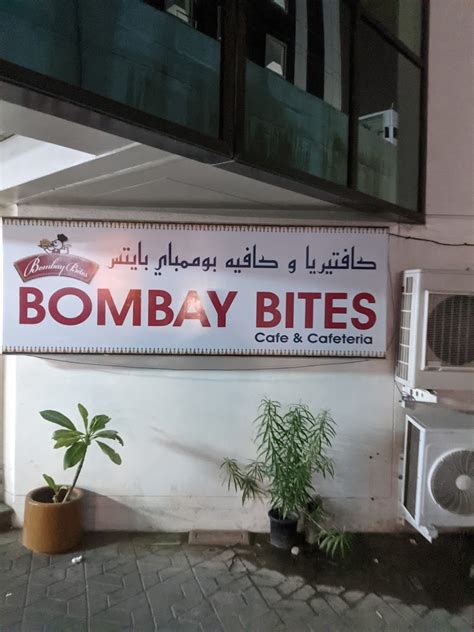 كافتيريا و كافيه بومباي بايتس
Bombay Bites
BOMBAY BITES
Cafe & Cafeteria